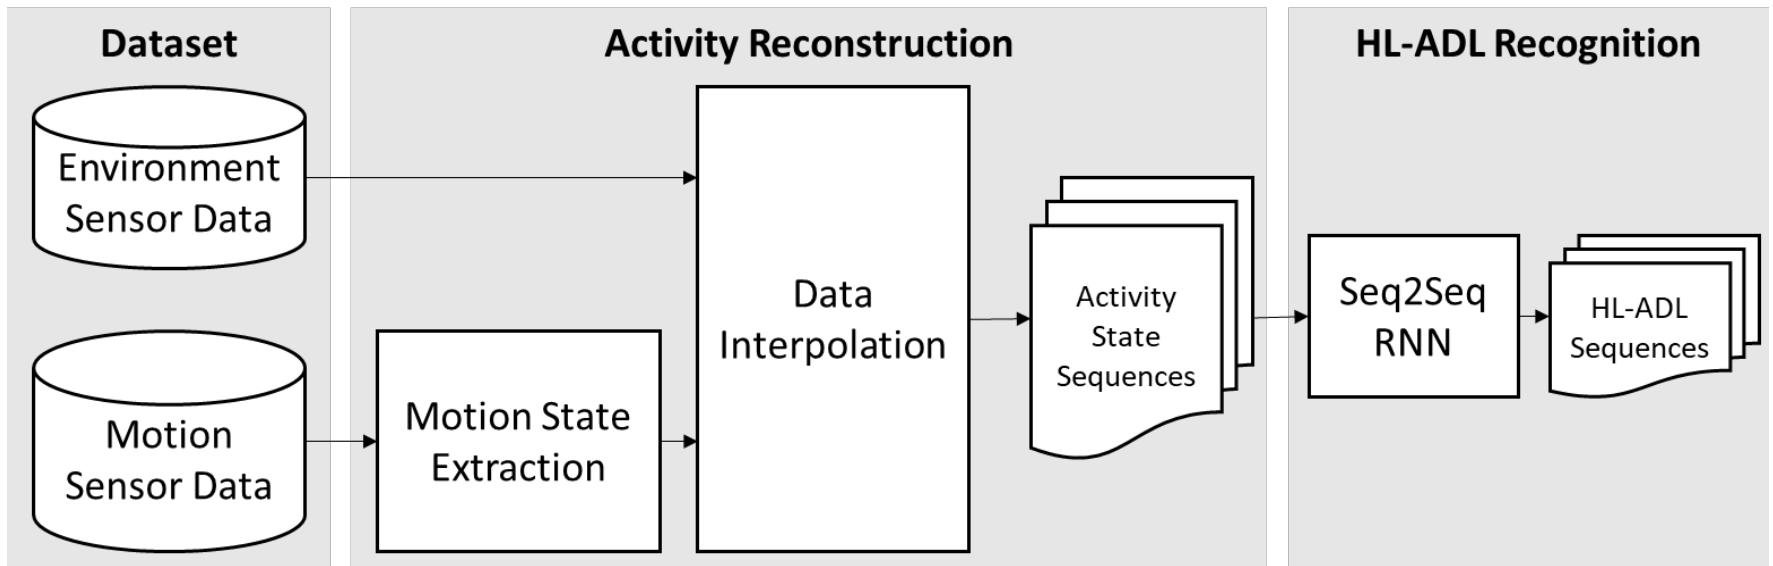 Dataset
Activity Reconstruction
HL-ADL Recognition
Environment
Sensor Data
Motion
Sensor Data
Motion State
Extraction
Data
Interpolation
Activity
State
Sequences
Seq2Seq
RNN
HL-ADL
Sequences